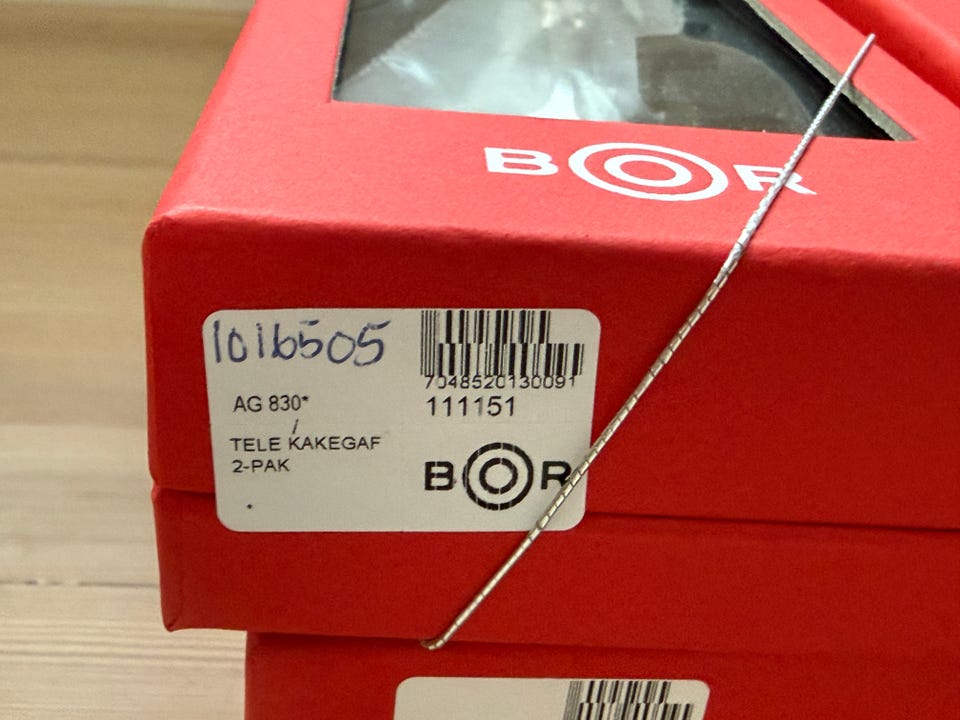 BOR
1016505
7048520130091
AG 830*
111151
/
TELE KAKEGAF
2-PAK
BOR